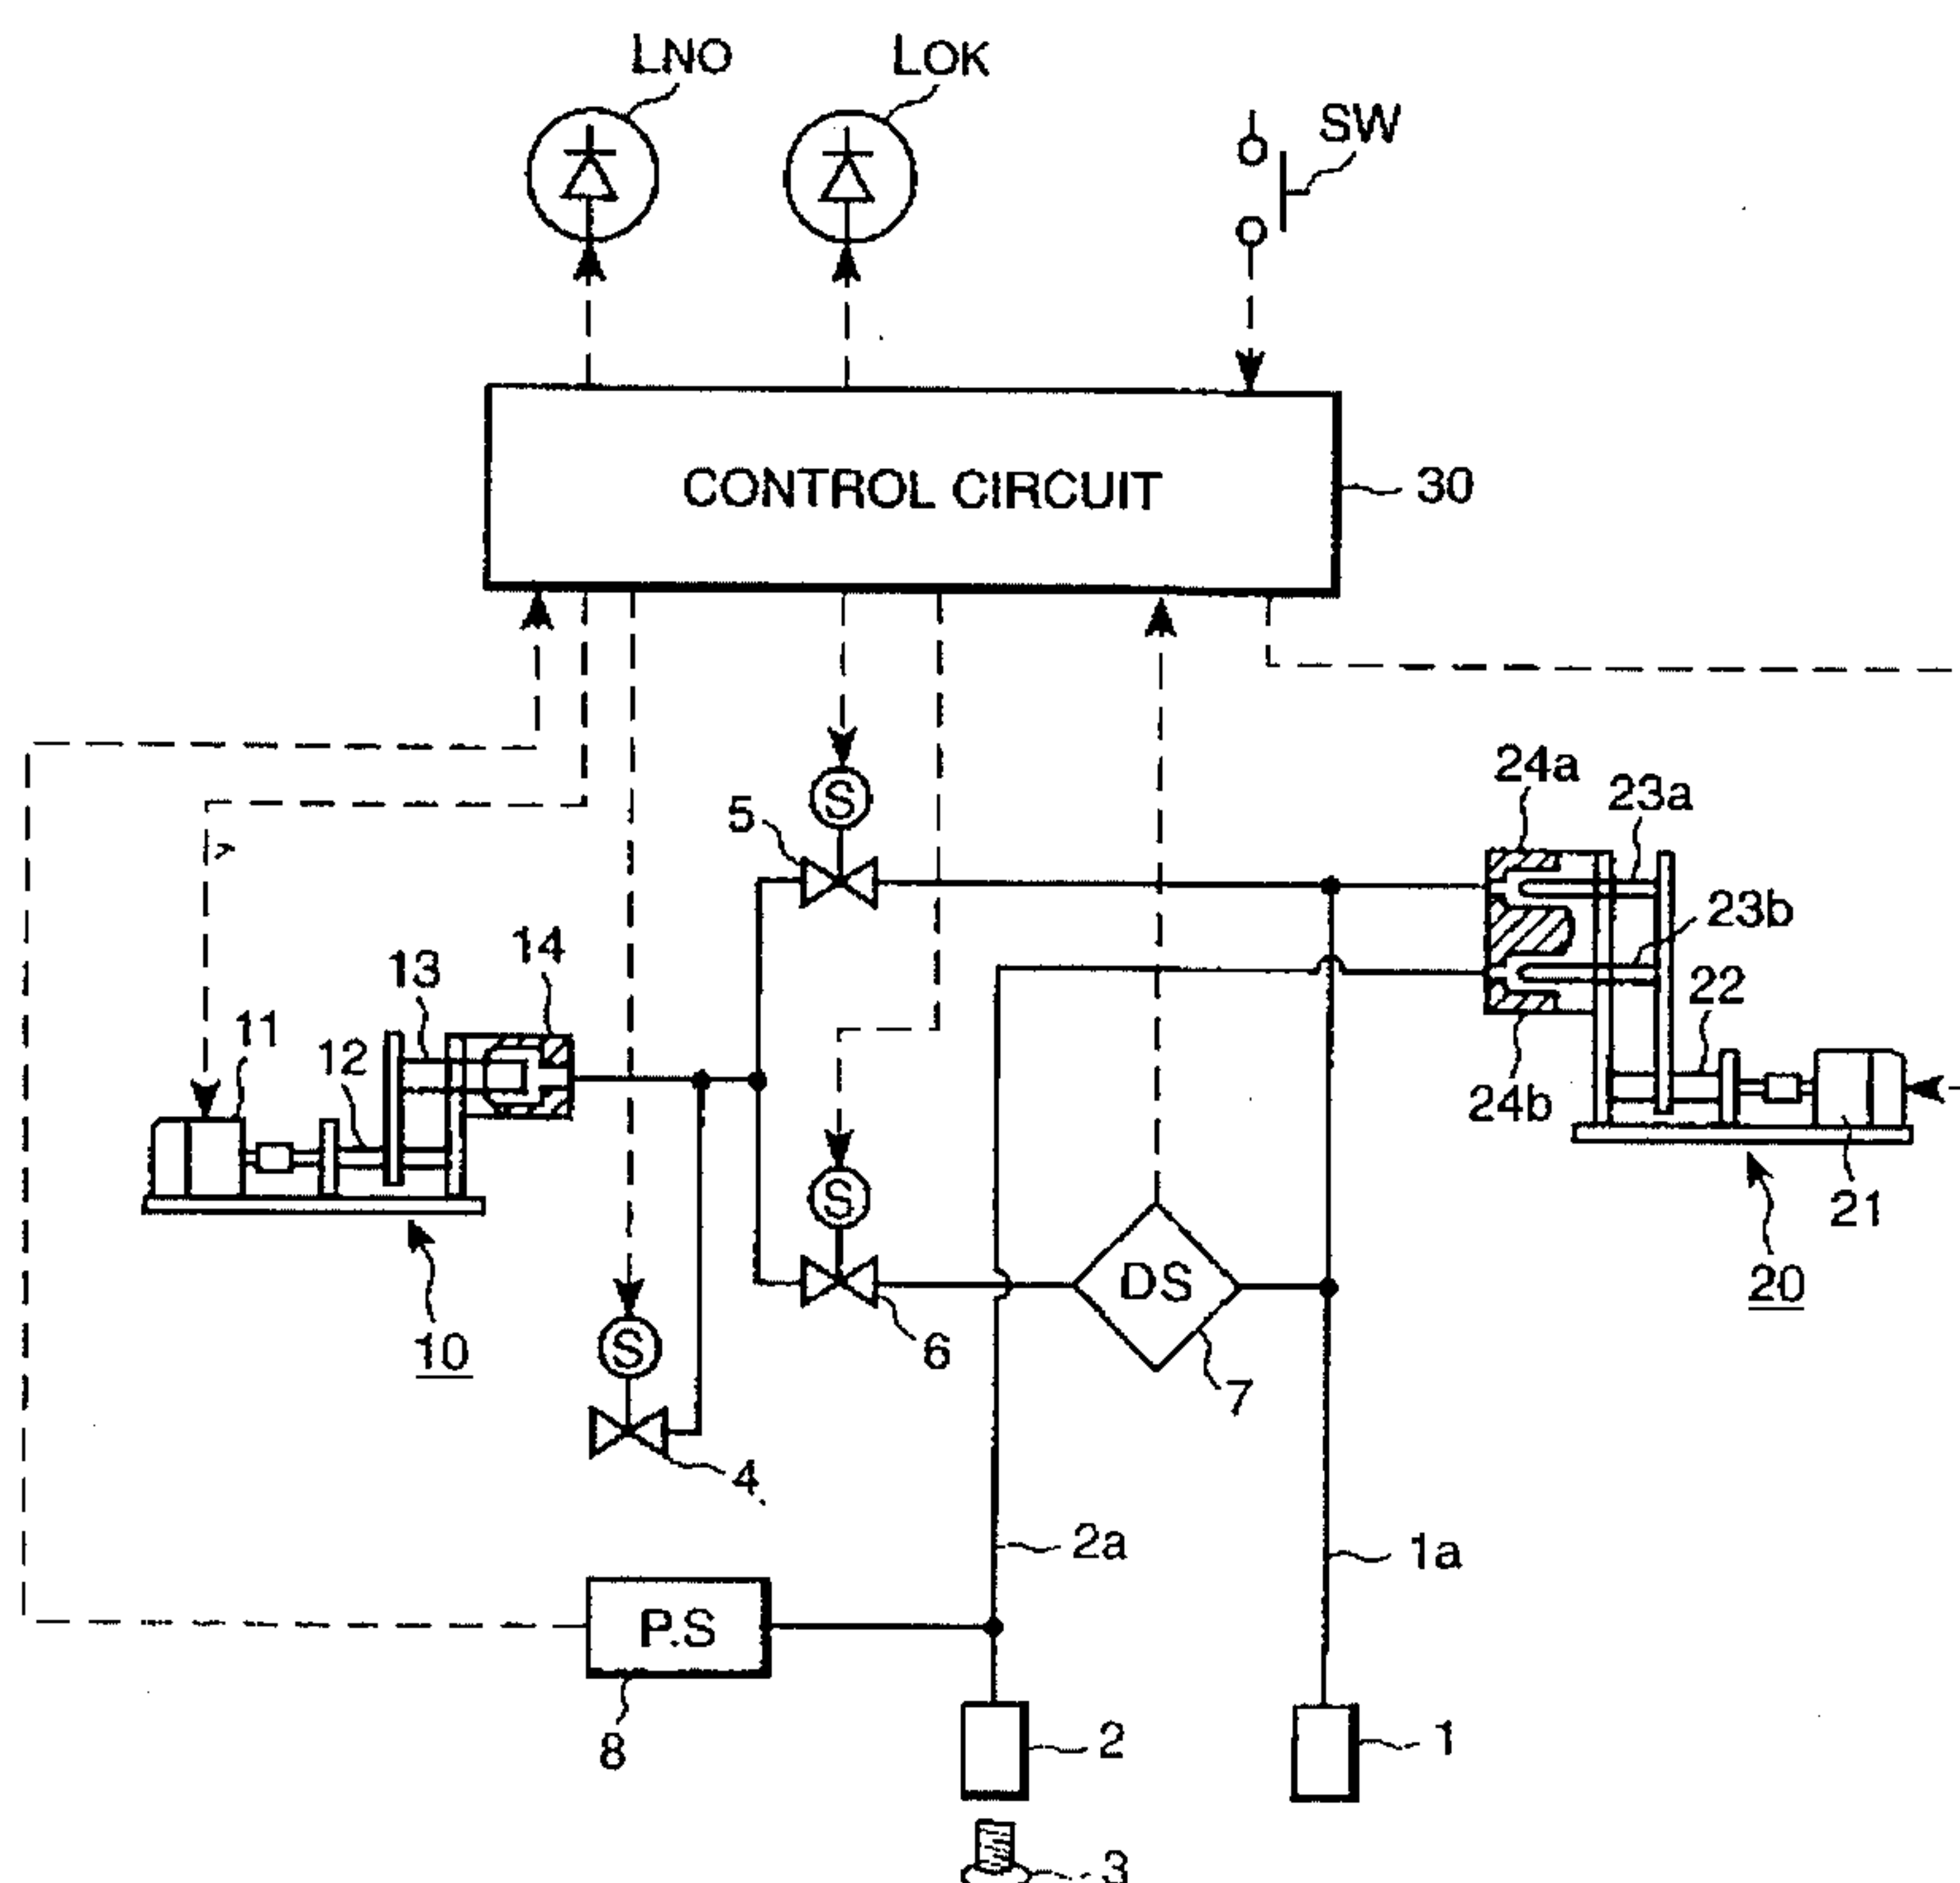 LNO
LOK
SW
CONTROL CIRCUIT
30
24a
23a
5
S
23b
14
13
22
11
12
24b
S
21
DS
20
10
S
6
7
4
2a
1a
P.S
8
2
1
3